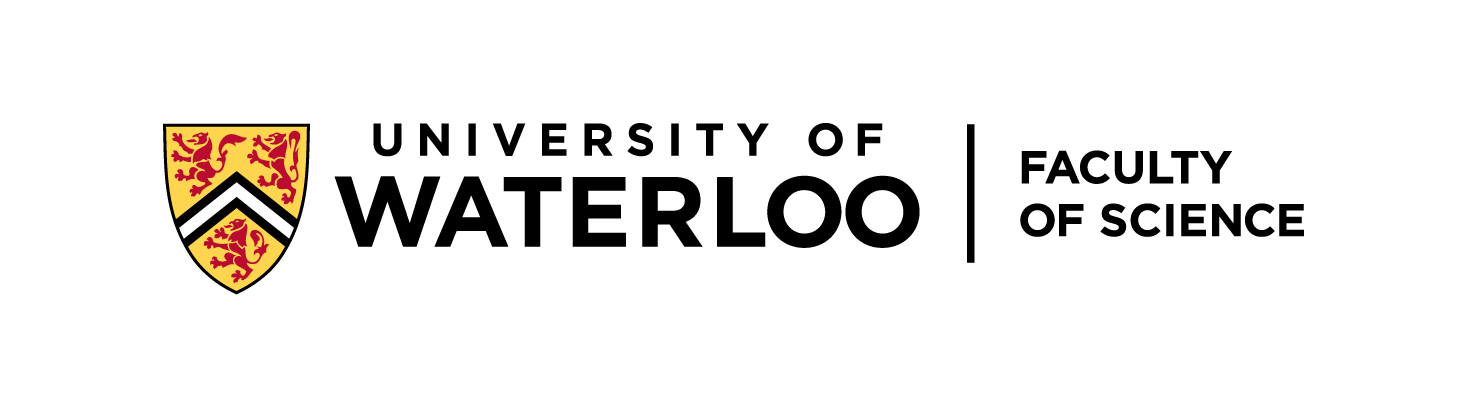 UNIVERSITY OF
WATERLOO
FACULTY
OF SCIENCE